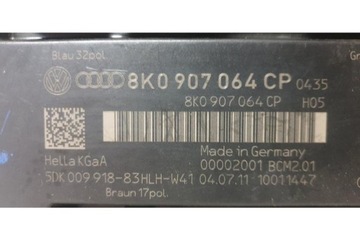 Blau 32pol.
8K0 907 064 CP 0435
8K0 907 064 CP H05
Made in Germany
00002001 BCM2.01
Hella KGaA
5DK 009 918-83HLH-W41 04.07.11 10011447
Braun 17pol.